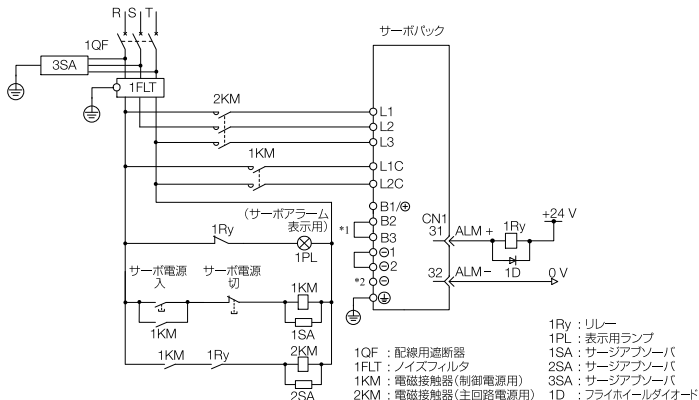 R S T
サーボパック
1QF
3SA
1FLT
2KM
L1
L2
L3
1KM
L1C
L2C
B1/⊕
B2
*1
B3
⊖1
⊖2
*2
⊖
CN1
31
ALM+
1Ry
+24 V
1D
32
ALM−
0 V
(サーボアラーム
表示用)
1Ry
1PL
サーボ電源
入
サーボ電源
切
1KM
1KM
1SA
1KM
1Ry
2KM
2SA
1QF : 配線用遮断器
1FLT : ノイズフィルタ
1KM : 電磁接触器(制御電源用)
2KM : 電磁接触器(主回路電源用)
1Ry : リレー
1PL : 表示用ランプ
1SA : サージアブソーバ
2SA : サージアブソーバ
3SA : サージアブソーバ
1D : フライホイールダイオード